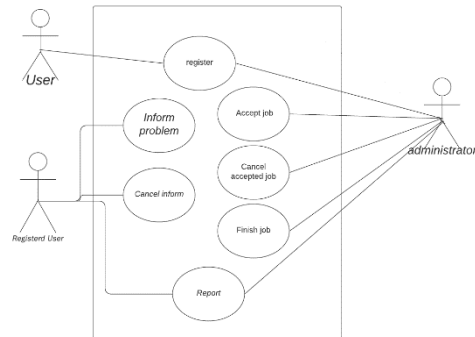 User
register
Inform
problem
Accept job
administrator
Cancel
accepted job
Cancel inform
Registerd User
Finish job
Report